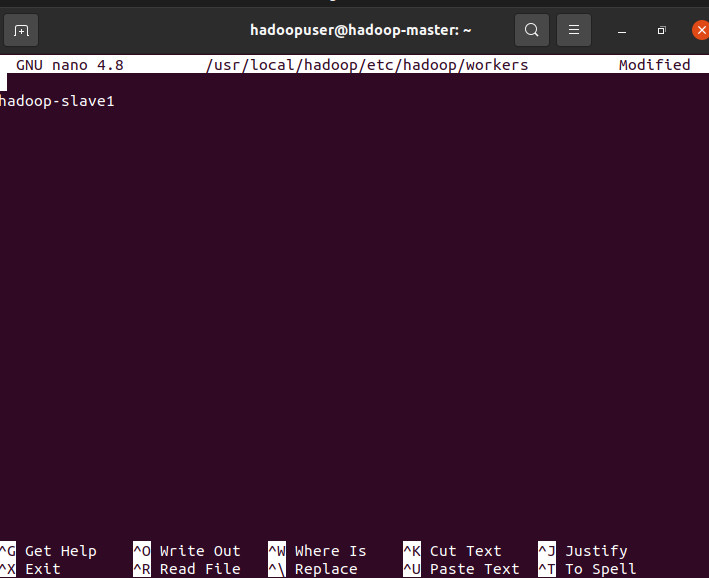 hadoopuser@hadoop-master: ~
GNU nano 4.8 /usr/local/hadoop/etc/hadoop/workers Modified
hadoop-slave1
^G Get Help ^O Write Out ^W Where Is ^K Cut Text ^J Justify
^X Exit ^R Read File ^\ Replace ^U Paste Text ^T To Spell